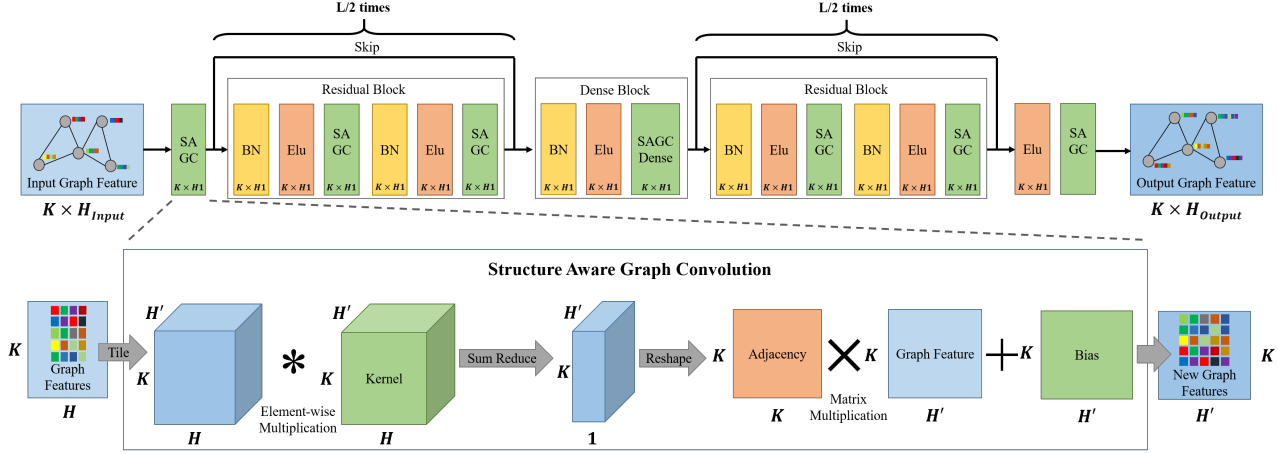 L/2 times
L/2 times
Skip
Skip
Residual Block
Dense Block
Residual Block
SA
GC
K × H1
BN
K × H1
Elu
K × H1
SA
GC
K × H1
BN
K × H1
Elu
K × H1
SA
GC
K × H1
BN
K × H1
Elu
K × H1
SAGC
Dense
K × H1
BN
K × H1
Elu
K × H1
SA
GC
K × H1
BN
K × H1
Elu
K × H1
SA
GC
K × H1
Elu
K × H1
SA
GC
Input Graph Feature
K × H_Input
Output Graph Feature
K × H_Output
Structure Aware Graph Convolution
K
Graph
Features
H
Tile
H′
K
H
*
Element-wise
Multiplication
H′
K
Kernel
H
Sum Reduce
H′
K
1
Reshape
K
Adjacency
K
×
Matrix
Multiplication
K
Graph Feature
H′
+
K
Bias
H′
New Graph
Features
H′
K